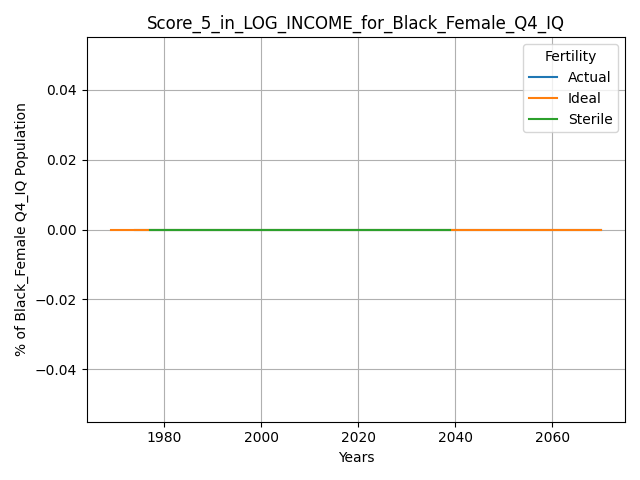 Score_5_in_LOG_INCOME_for_Black_Female_Q4_IQ
Fertility
Actual
Ideal
Sterile
% of Black_Female Q4_IQ Population
0.04
0.02
0.00
−0.02
−0.04
1980 2000 2020 2040 2060
Years